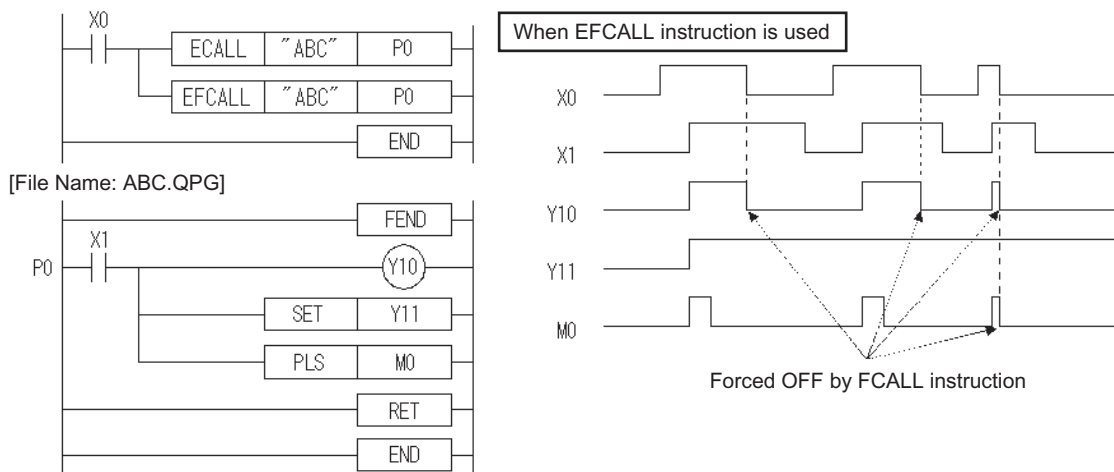 X0
ECALL "ABC" P0
EFCALL "ABC" P0
END
[File Name: ABC.QPG]
FEND
X1
P0 Y10
SET Y11
PLS M0
RET
END
When EFCALL instruction is used
X0
X1
Y10
Y11
M0
Forced OFF by FCALL instruction